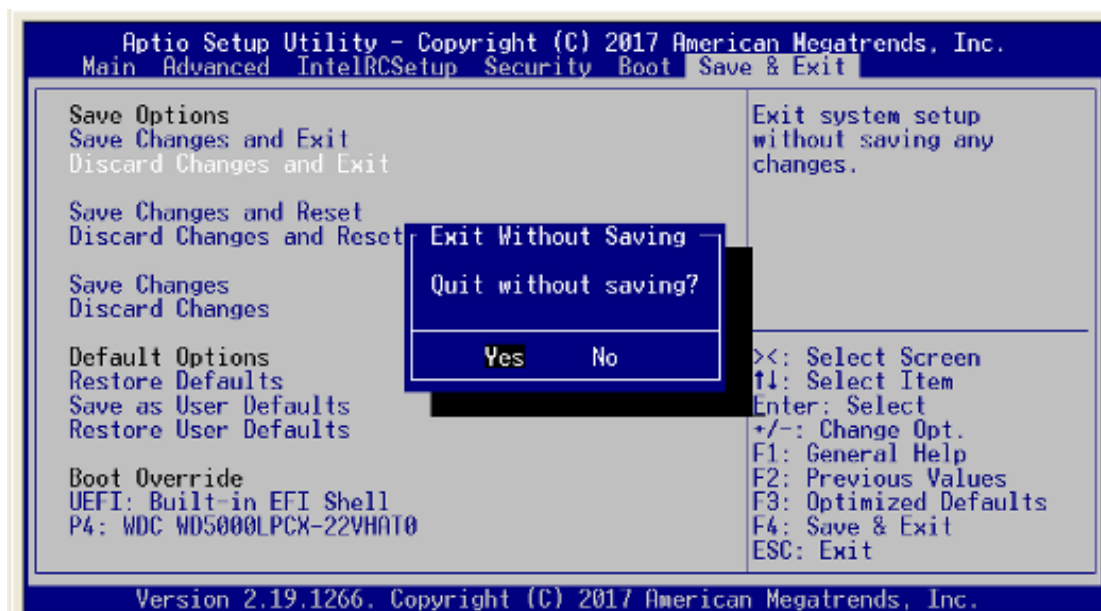 Aptio Setup Utility - Copyright (C) 2017 American Megatrends, Inc.
Main Advanced IntelRCSetup Security Boot Save & Exit
Save Options
Save Changes and Exit
Discard Changes and Exit
Save Changes and Reset
Discard Changes and Reset
Save Changes
Discard Changes
Default Options
Restore Defaults
Save as User Defaults
Restore User Defaults
Boot Override
UEFI: Built-in EFI Shell
P4: WDC WD5000LPCX-22VHAT0
Exit Without Saving
Quit without saving?
Yes No
Exit system setup
without saving any
changes.
><: Select Screen
↑↓: Select Item
Enter: Select
+/-: Change Opt.
F1: General Help
F2: Previous Values
F3: Optimized Defaults
F4: Save & Exit
ESC: Exit
Version 2.19.1266. Copyright (C) 2017 American Megatrends, Inc.